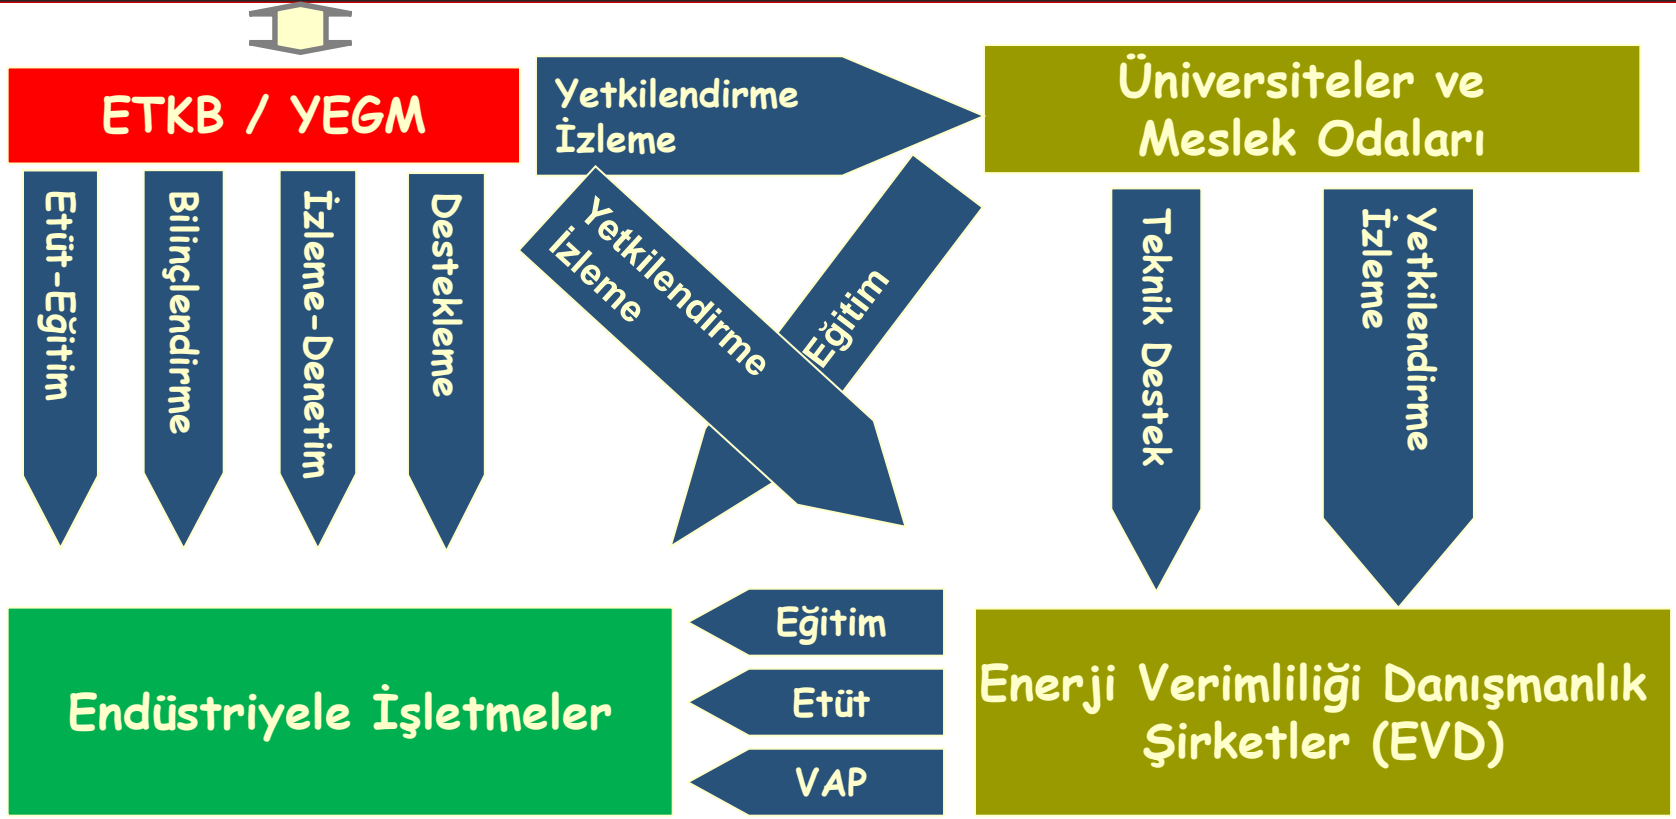 ETKB / YEGM
Yetkilendirme
İzleme
Üniversiteler ve
Meslek Odaları
Etüt-Eğitim
Bilinçlendirme
İzleme-Denetim
Destekleme
Yetkilendirme
İzleme
Eğitim
Teknik Destek
Yetkilendirme
İzleme
Endüstriyele İşletmeler
Eğitim
Etüt
VAP
Enerji Verimliliği Danışmanlık
Şirketler (EVD)